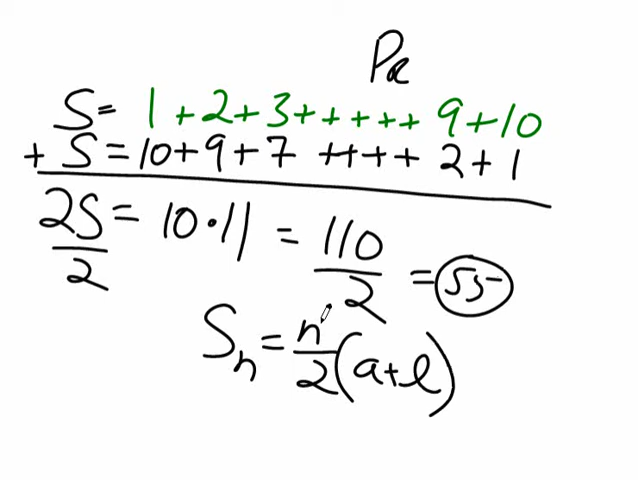 S= 1+2+3+++++ 9+10
+ S=10+9+7 ++++ 2+1
2S/2 = 10·11 = 110/2 = 55
Sn = n/2(a+l)